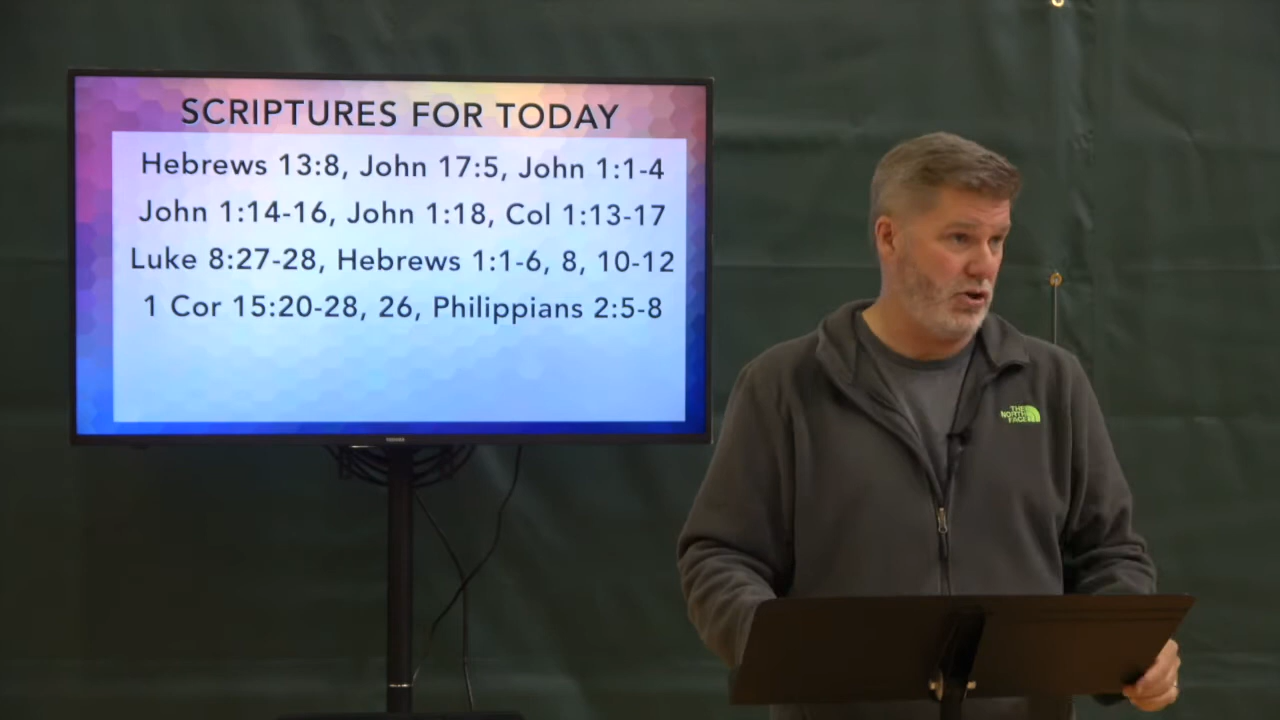 SCRIPTURES FOR TODAY
Hebrews 13:8, John 17:5, John 1:1-4
John 1:14-16, John 1:18, Col 1:13-17
Luke 8:27-28, Hebrews 1:1-6, 8, 10-12
1 Cor 15:20-28, 26, Philippians 2:5-8
TOSHIBA
THE
NORTH
FACE